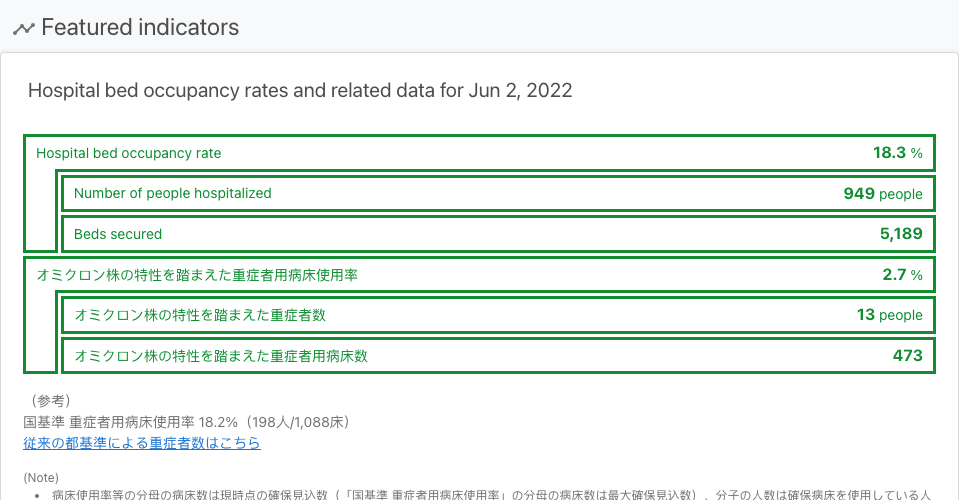 Featured indicators
Hospital bed occupancy rates and related data for Jun 2, 2022
Hospital bed occupancy rate 18.3 %
Number of people hospitalized 949 people
Beds secured 5,189
オミクロン株の特性を踏まえた重症者用病床使用率 2.7 %
オミクロン株の特性を踏まえた重症者数 13 people
オミクロン株の特性を踏まえた重症者用病床数 473
（参考）
国基準 重症者用病床使用率 18.2%（198人/1,088床）
従来の都基準による重症者数はこちら
(Note)
• 病床使用率等の分母の病床数は現時点の確保見込数（「国基準 重症者用病床使用率」の分母の病床数は最大確保見込数）、分子の人数は確保病床を使用している人